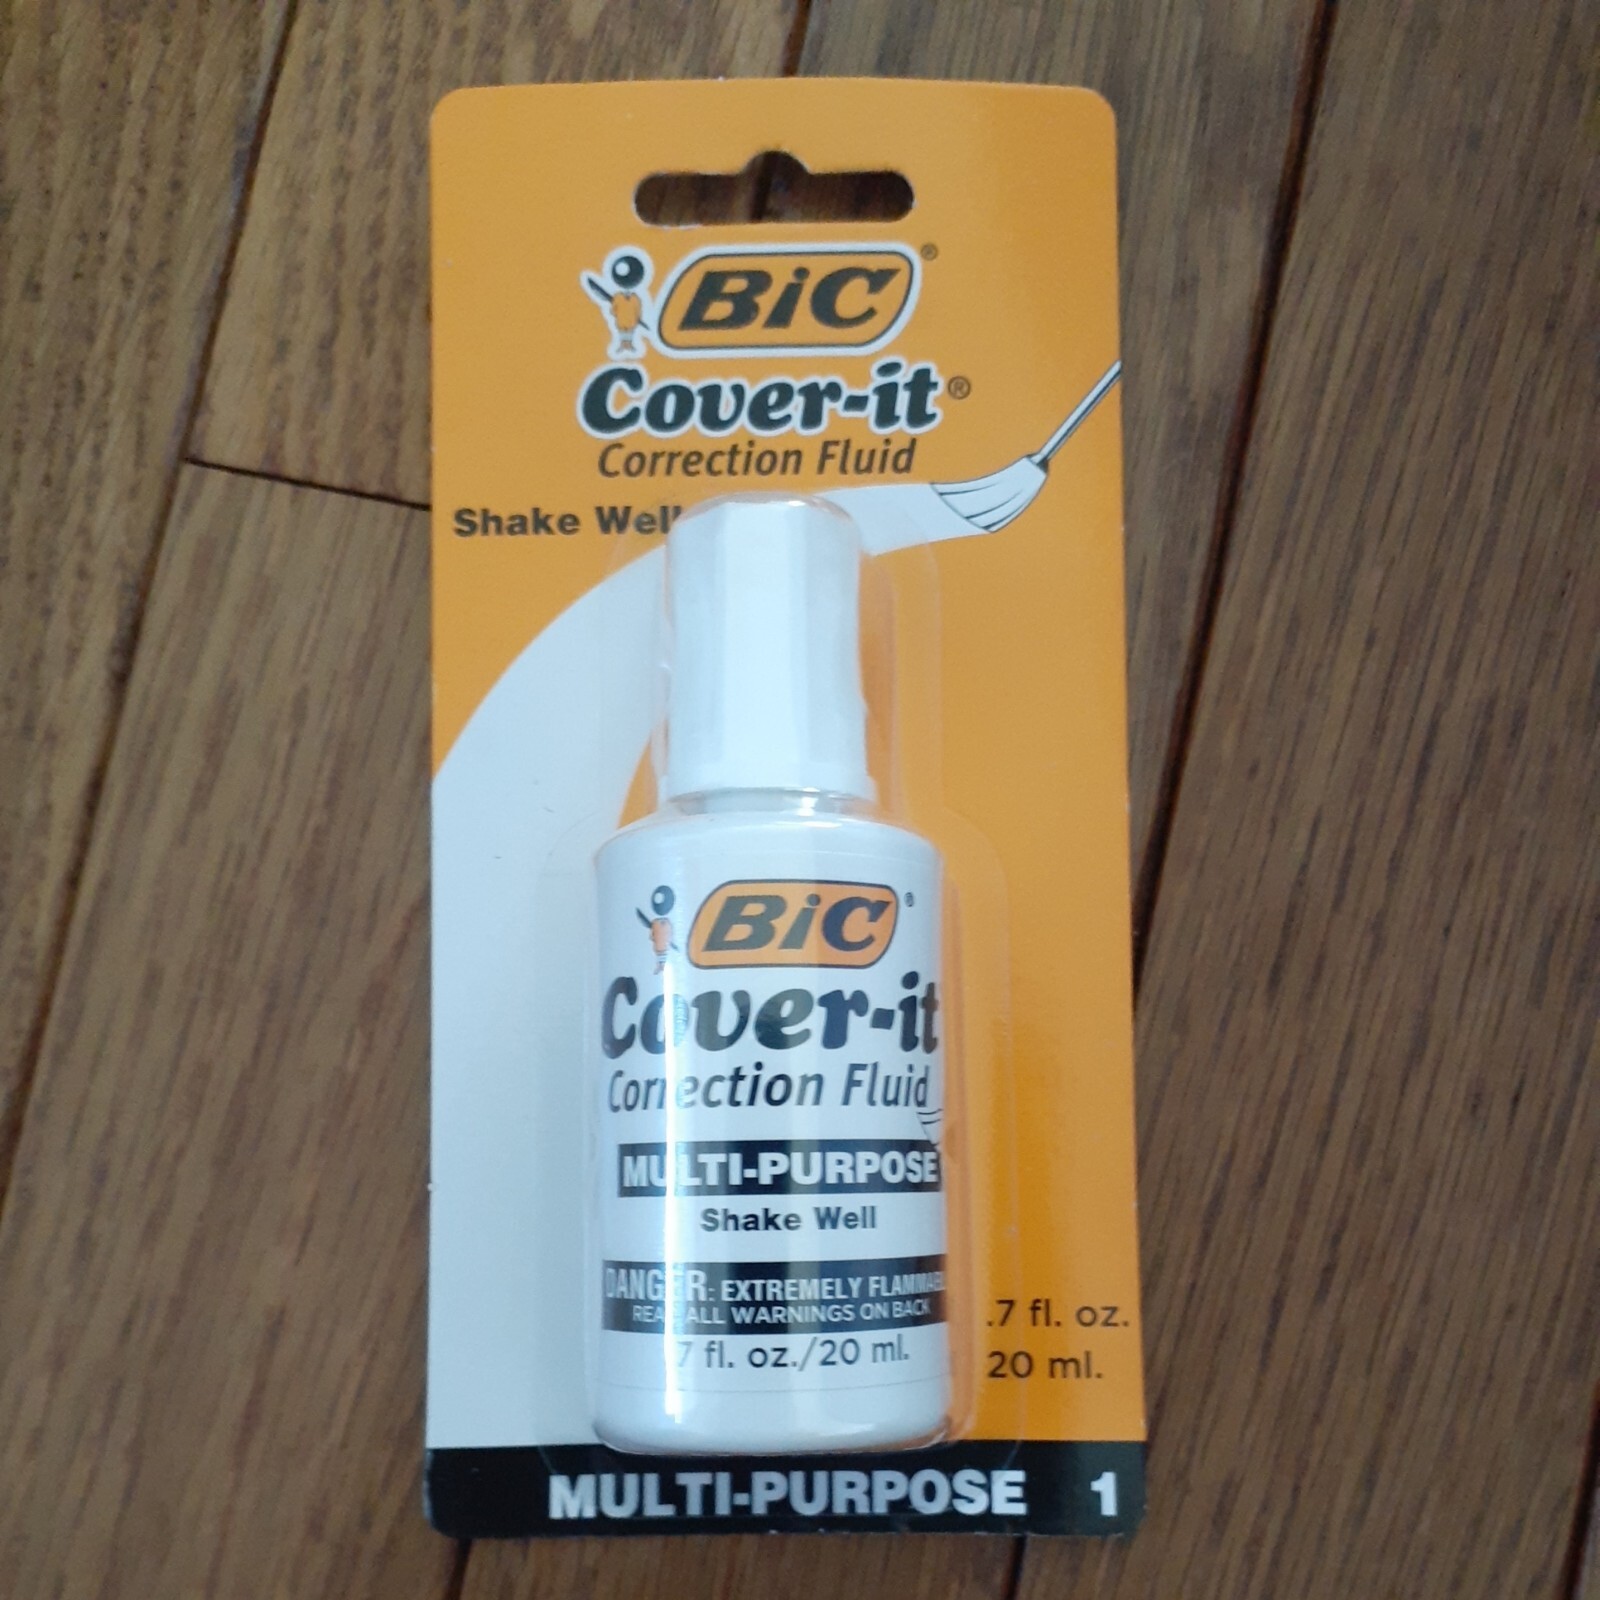 BiC®
Cover-it®
Correction Fluid
Shake Well
BiC®
Cover-it
Correction Fluid
MULTI-PURPOSE
Shake Well
DANGER: EXTREMELY FLAMMABL
READ ALL WARNINGS ON BACK
.7 fl. oz.
7 fl. oz./20 ml.
20 ml.
MULTI-PURPOSE 1